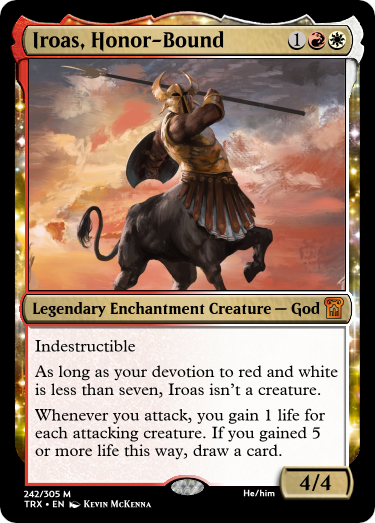 Iroas, Honor-Bound 1
Legendary Enchantment Creature — God
Indestructible
As long as your devotion to red and white
is less than seven, Iroas isn't a creature.
Whenever you attack, you gain 1 life for
each attacking creature. If you gained 5
or more life this way, draw a card.
4/4
242/305 M
He/him
TRX • EN Kevin McKenna